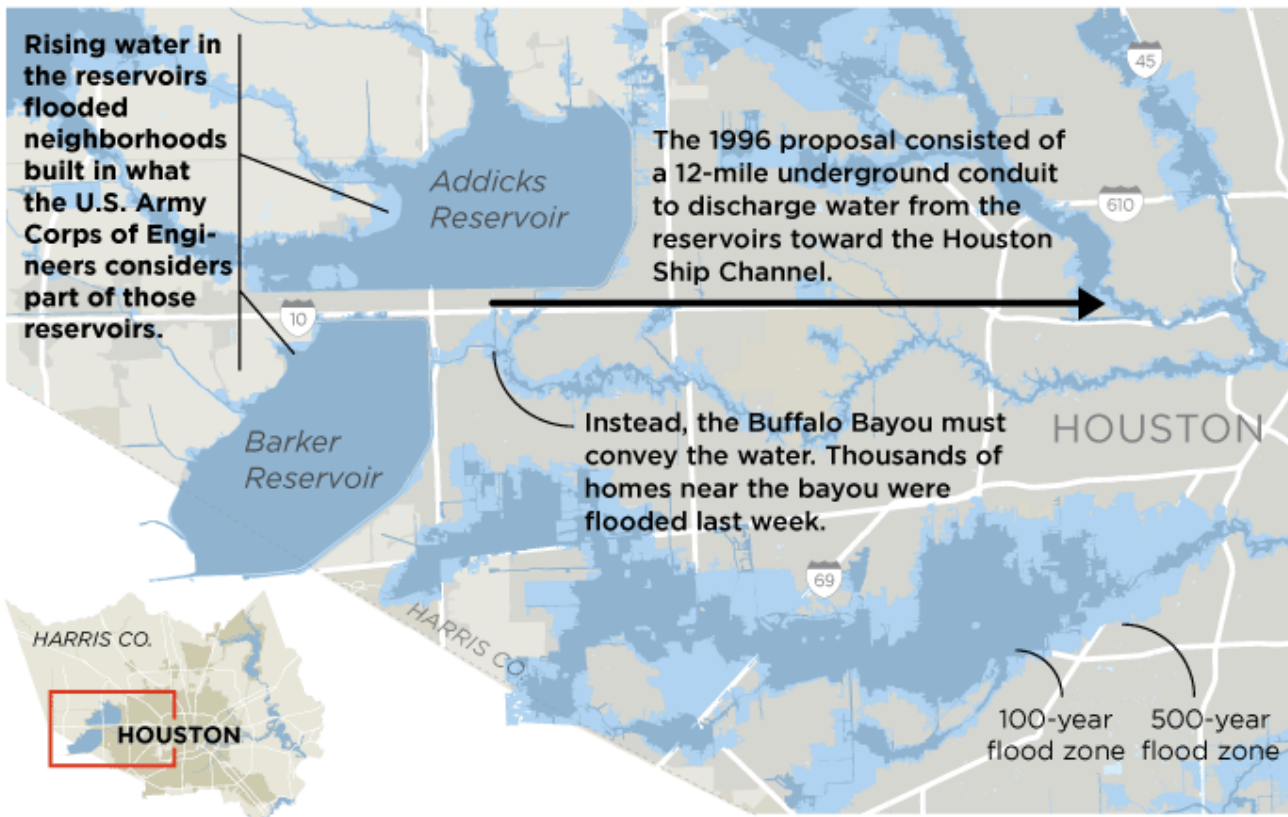 Rising water in
the reservoirs
flooded
neighborhoods
built in what
the U.S. Army
Corps of Engi-
neers considers
part of those
reservoirs.
Addicks
Reservoir
The 1996 proposal consisted of
a 12-mile underground conduit
to discharge water from the
reservoirs toward the Houston
Ship Channel.
45
610
10
Barker
Reservoir
Instead, the Buffalo Bayou must
convey the water. Thousands of
homes near the bayou were
flooded last week.
HOUSTON
69
HARRIS CO.
100-year
flood zone
500-year
flood zone
HARRIS CO.
HOUSTON